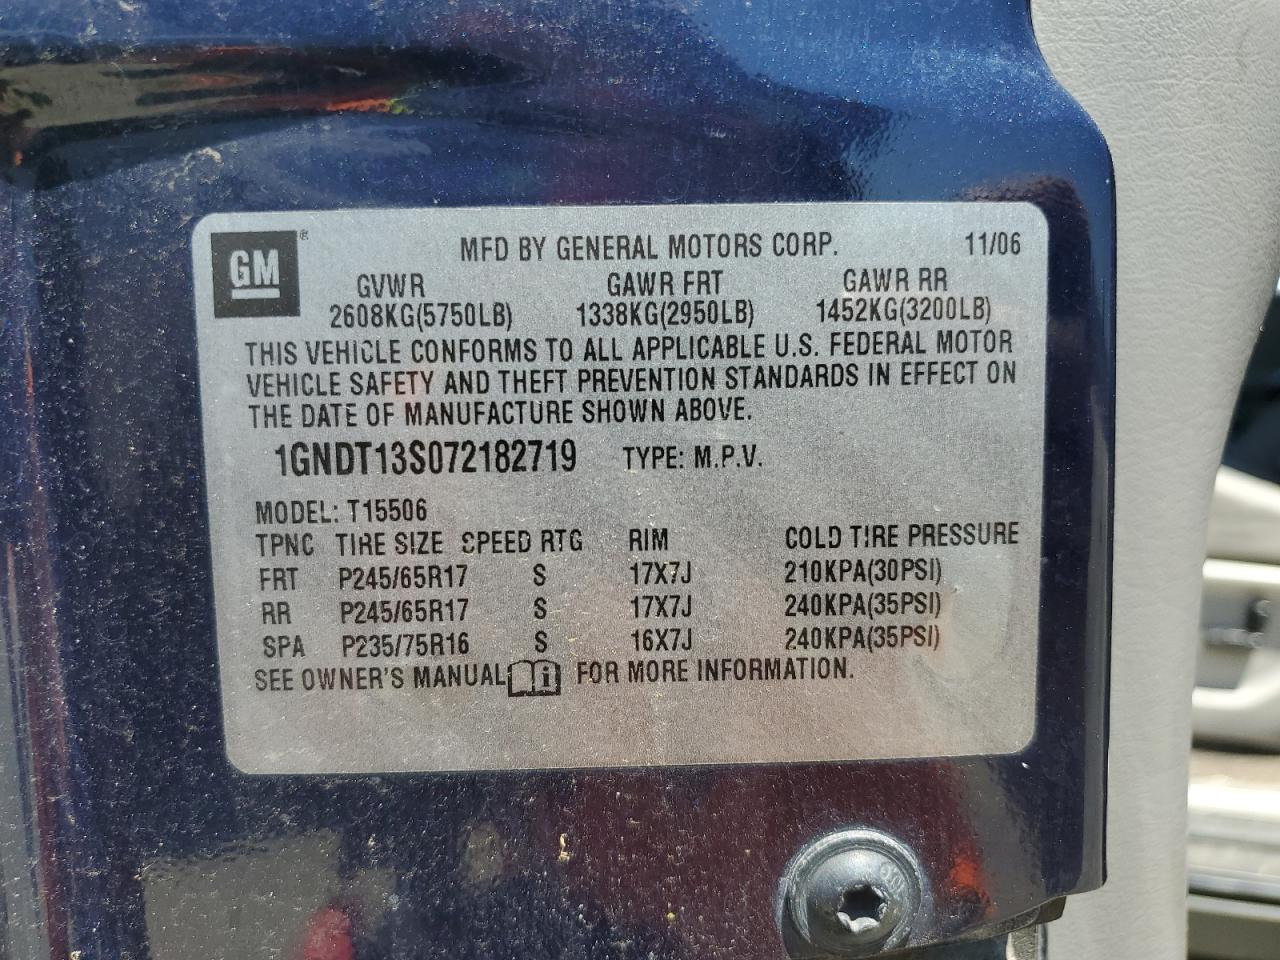 GM ®
MFD BY GENERAL MOTORS CORP. 11/06
GVWR GAWR FRT GAWR RR
2608KG(5750LB) 1338KG(2950LB) 1452KG(3200LB)
THIS VEHICLE CONFORMS TO ALL APPLICABLE U.S. FEDERAL MOTOR
VEHICLE SAFETY AND THEFT PREVENTION STANDARDS IN EFFECT ON
THE DATE OF MANUFACTURE SHOWN ABOVE.
1GNDT13S072182719 TYPE: M.P.V.
MODEL: T15506
TPNC TIRE SIZE SPEED RTG RIM COLD TIRE PRESSURE
FRT P245/65R17 S 17X7J 210KPA(30PSI)
RR P245/65R17 S 17X7J 240KPA(35PSI)
SPA P235/75R16 S 16X7J 240KPA(35PSI)
SEE OWNER'S MANUAL i FOR MORE INFORMATION.